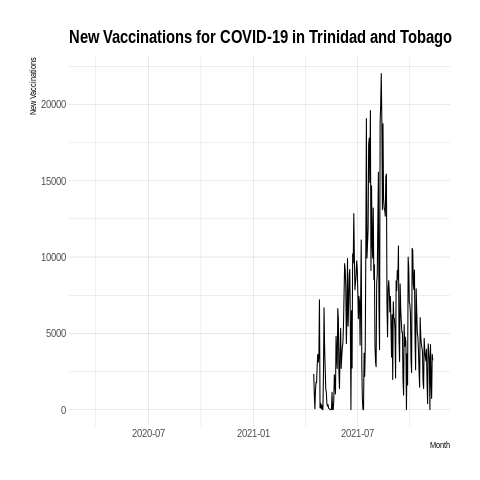 New Vaccinations for COVID-19 in Trinidad and Tobago
New Vaccinations
20000
15000
10000
5000
0
2020-07
2021-01
2021-07
Month